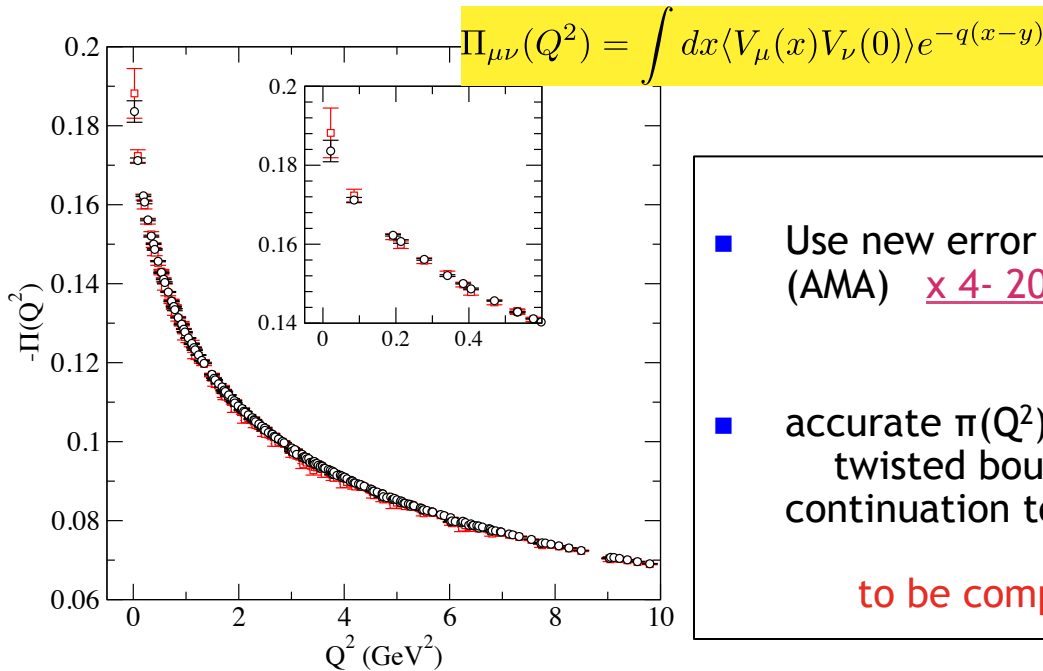 Π_{μν}(Q²) = ∫ dx⟨V_μ(x)V_ν(0)⟩e^{-q(x-y)}
0.2
0.18
0.16
0.14
0.12
0.1
0.08
0.06
-Π(Q²)
0 2 4 6 8 10
Q² (GeV²)
0.2
0.18
0.16
0.14
0 0.2 0.4
Use new error
(AMA) x 4- 20
accurate π(Q²)
twisted bou
continuation to
to be comp